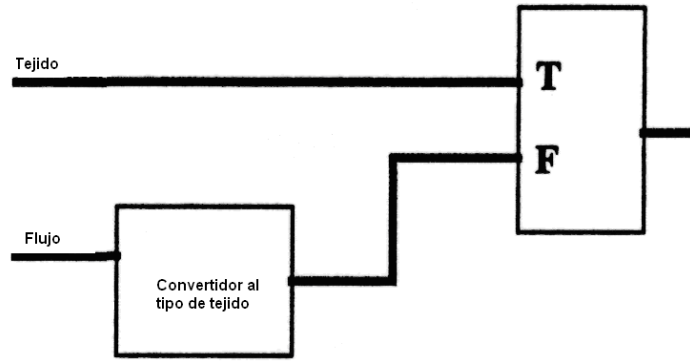 Tejido
T
F
Flujo
Convertidor al
tipo de tejido